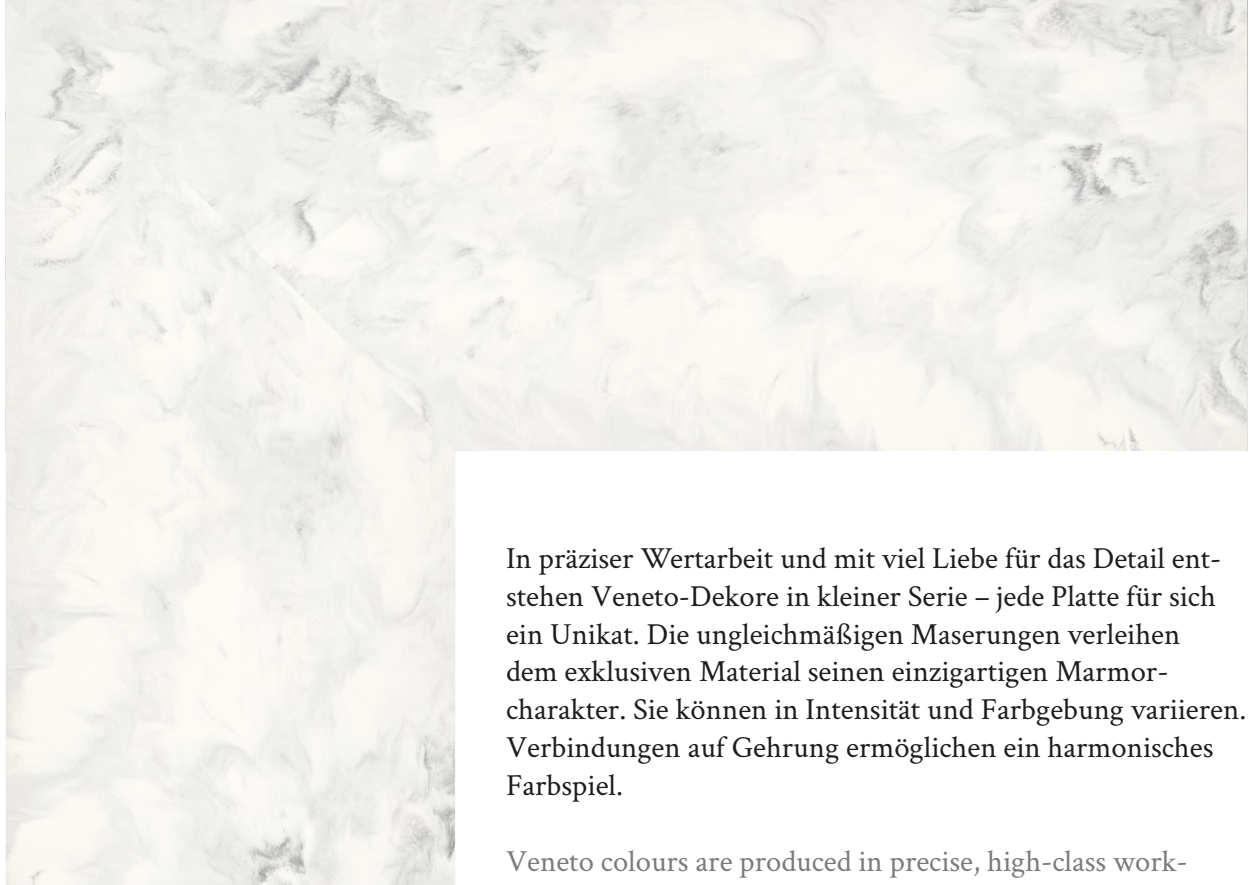 In präziser Wertarbeit und mit viel Liebe für das Detail ent-
stehen Veneto-Dekore in kleiner Serie – jede Platte für sich
ein Unikat. Die ungleichmäßigen Maserungen verleihen
dem exklusiven Material seinen einzigartigen Marmor-
charakter. Sie können in Intensität und Farbgebung variieren.
Verbindungen auf Gehrung ermöglichen ein harmonisches
Farbspiel.
Veneto colours are produced in precise, high-class work-